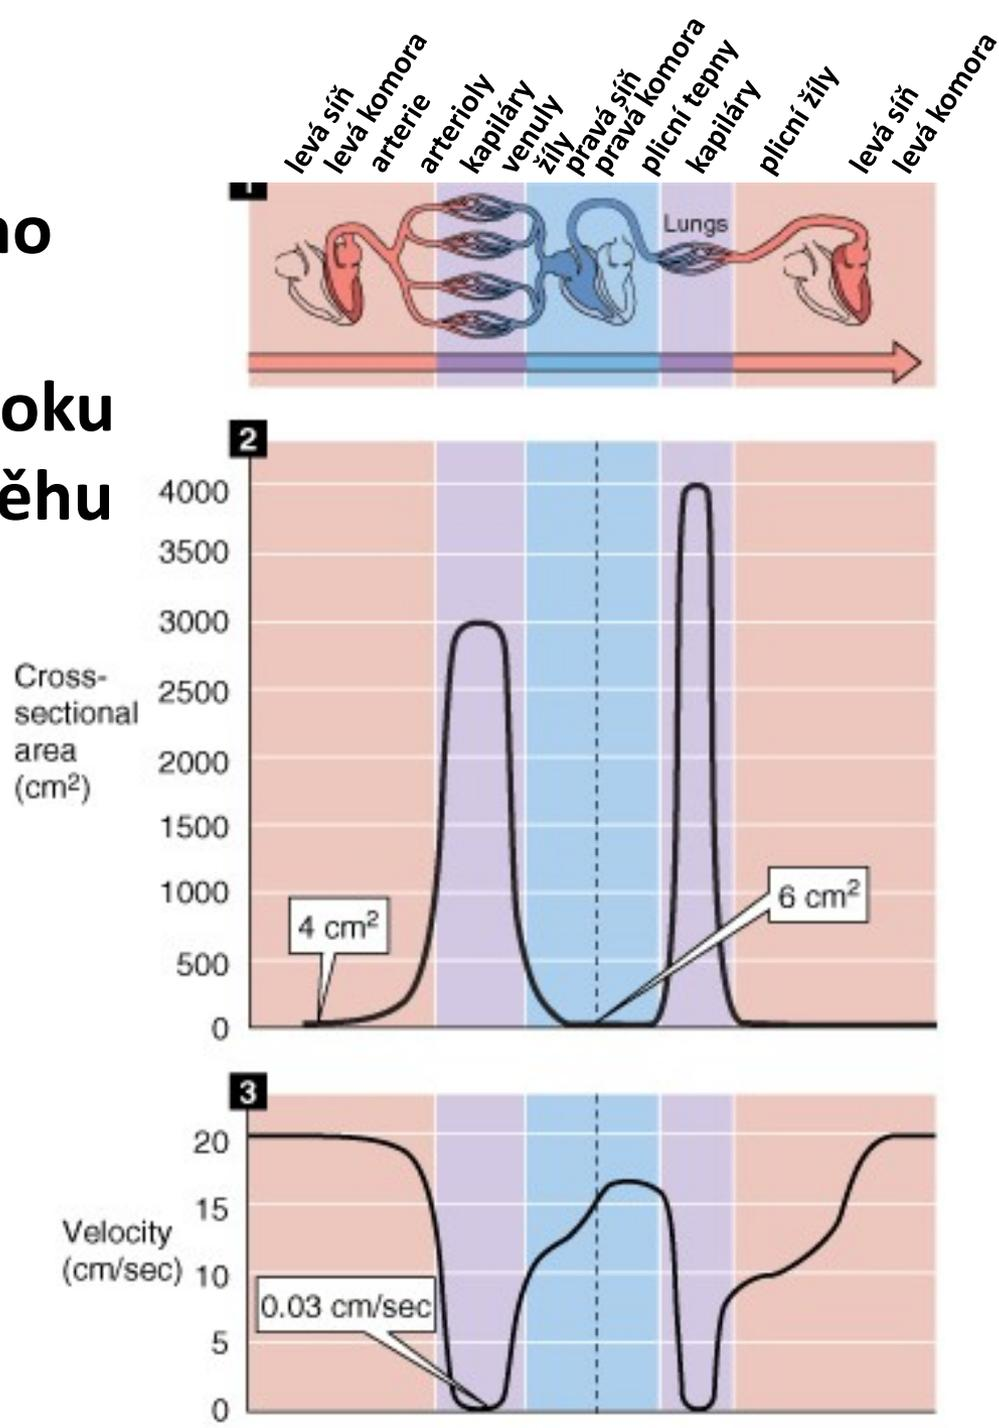 levá síň
levá komora
arterie
arterioly
kapiláry
venuly
žíly
pravá síň
pravá komora
plicní tepny
kapiláry
plicní žíly
levá síň
levá komora
Lungs
oku
ěhu
2
4000
3500
3000
2500
2000
1500
1000
500
0
Cross-
sectional
area
(cm²)
4 cm²
6 cm²
3
20
15
10
5
0
Velocity
(cm/sec)
0.03 cm/sec